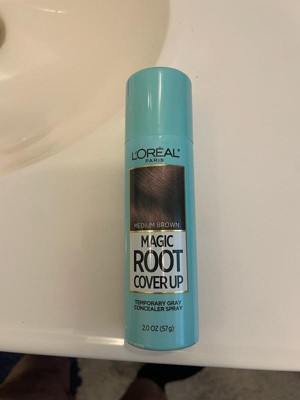 L'ORÉAL
PARIS
MEDIUM BROWN
MAGIC
ROOT
COVER UP
TEMPORARY GRAY
CONCEALER SPRAY
2.0 OZ (57g)